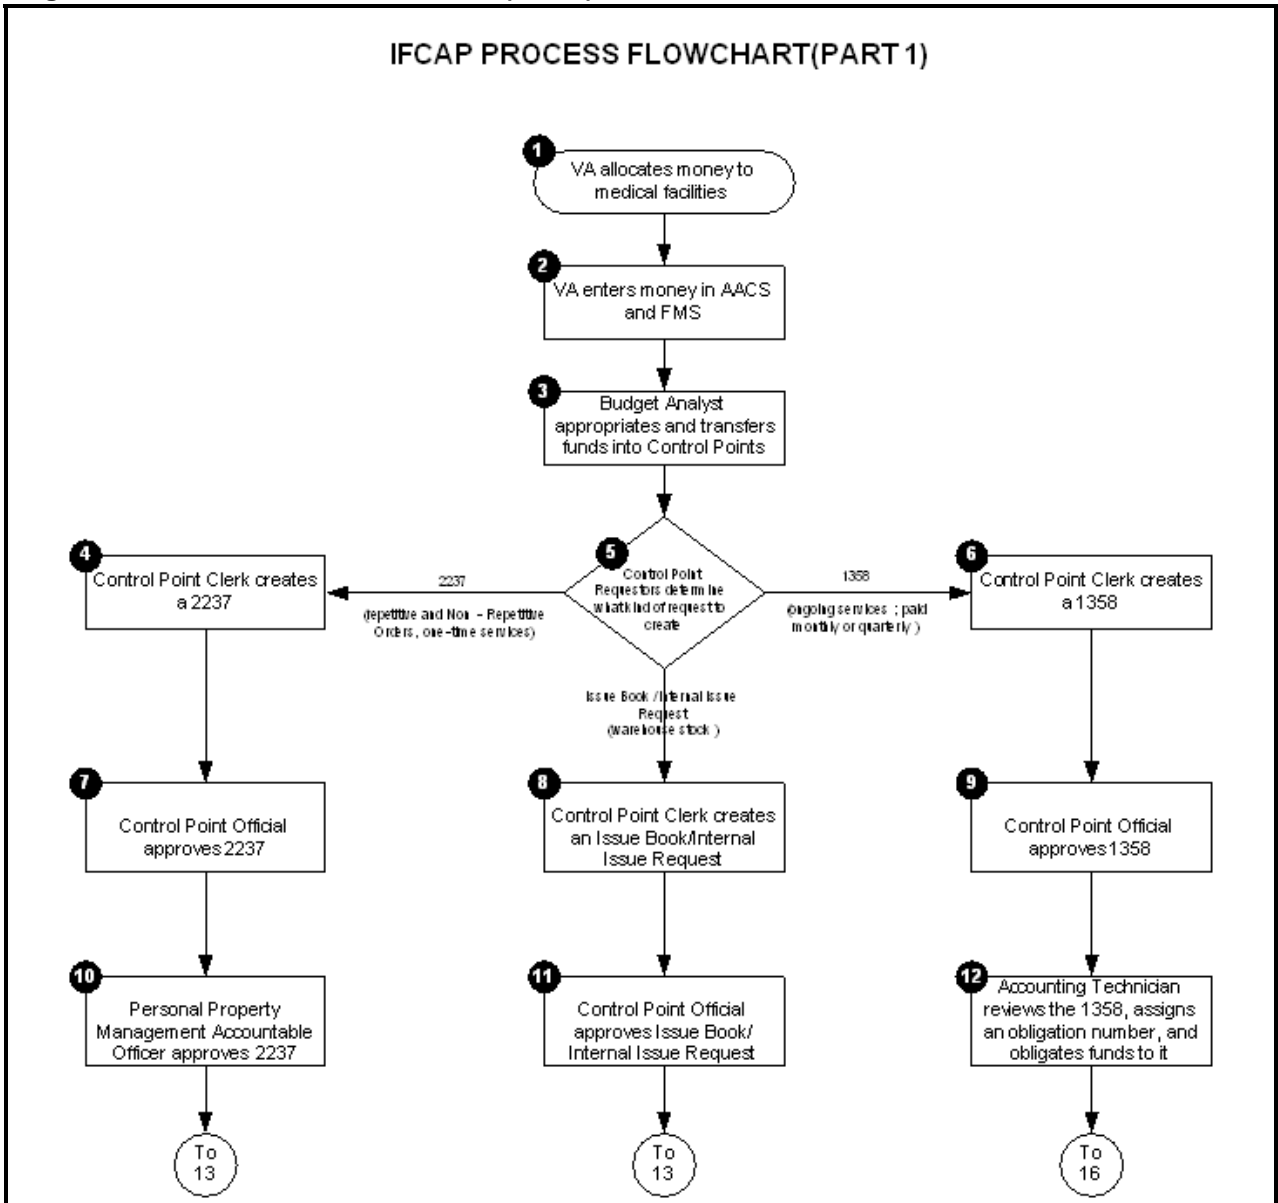 IFCAP PROCESS FLOWCHART(PART 1)
1
VA allocates money to
medical facilities
2
VA enters money in AACS
and FMS
3
Budget Analyst
appropriates and transfers
funds into Control Points
4
Control Point Clerk creates
a 2237
2237
(repetitive and Non - Repetitive
Orders, one-time services)
5
Control Point
Requestors determine
what kind of request to
create
1358
(ongoing services ; paid
monthly or quarterly )
6
Control Point Clerk creates
a 1358
Issue Book / Internal Issue
Request
(warehouse stock )
7
Control Point Official
approves 2237
8
Control Point Clerk creates
an Issue Book/Internal
Issue Request
9
Control Point Official
approves 1358
10
Personal Property
Management Accountable
Officer approves 2237
11
Control Point Official
approves Issue Book/
Internal Issue Request
12
Accounting Technician
reviews the 1358, assigns
an obligation number, and
obligates funds to it
To
13
To
13
To
16